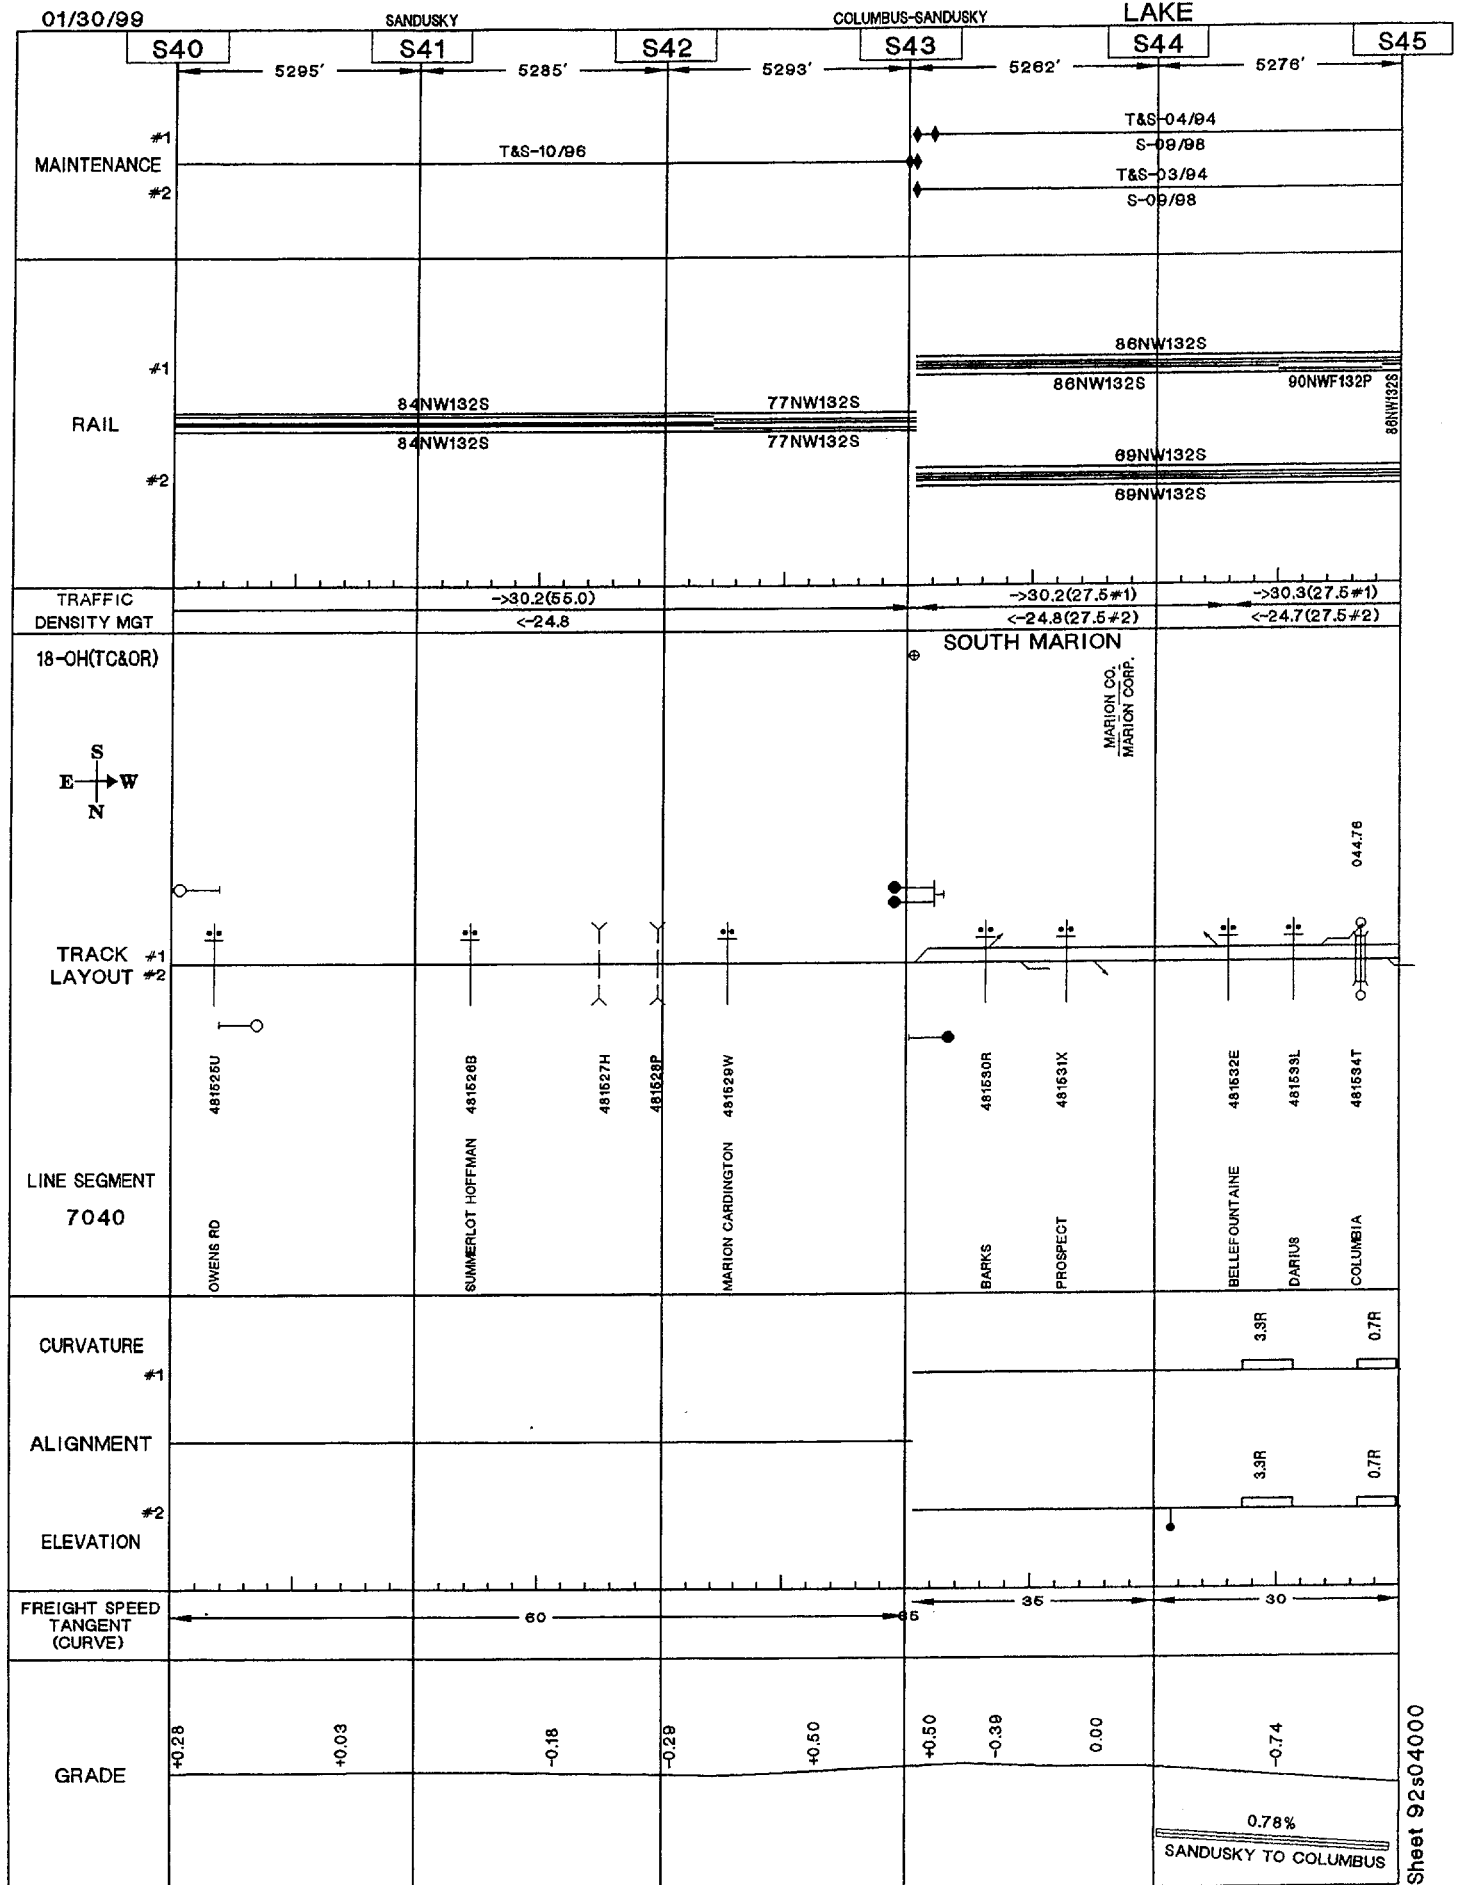 01/30/99
SANDUSKY
COLUMBUS-SANDUSKY
LAKE
S40 S41 S42 S43 S44 S45
5295' 5285' 5293' 5262' 5276'
#1
MAINTENANCE
#2
T&S-10/96
T&S-04/94
S-09/98
T&S-03/94
S-09/98
#1
RAIL
#2
84NW132S 77NW132S
84NW132S 77NW132S
86NW132S
86NW132S 90NWF132P 86NW132S
69NW132S
69NW132S
TRAFFIC
DENSITY MGT
->30.2(55.0) ->30.2(27.5#1) ->30.3(27.5#1)
<-24.8 <-24.8(27.5#2) <-24.7(27.5#2)
18-OH(TC&OR)
SOUTH MARION
MARION CO.
MARION CORP.
S
E W
N
044.76
TRACK #1
LAYOUT #2
481525U 481526B 481527H 481528P 481529W 481530R 481531X 481532E 481533L 481534T
LINE SEGMENT
7040
OWENS RD
SUMMERLOT HOFFMAN
MARION CARDINGTON
BARKS
PROSPECT
BELLEFOUNTAINE
DARIUS
COLUMBIA
CURVATURE
#1
3.3R 0.7R
ALIGNMENT
#2
3.3R 0.7R
ELEVATION
FREIGHT SPEED
TANGENT
(CURVE)
60 35 30
GRADE
+0.28 +0.03 -0.18 -0.29 +0.50 +0.50 -0.39 0.00 -0.74
0.78%
SANDUSKY TO COLUMBUS
Sheet 92s04000